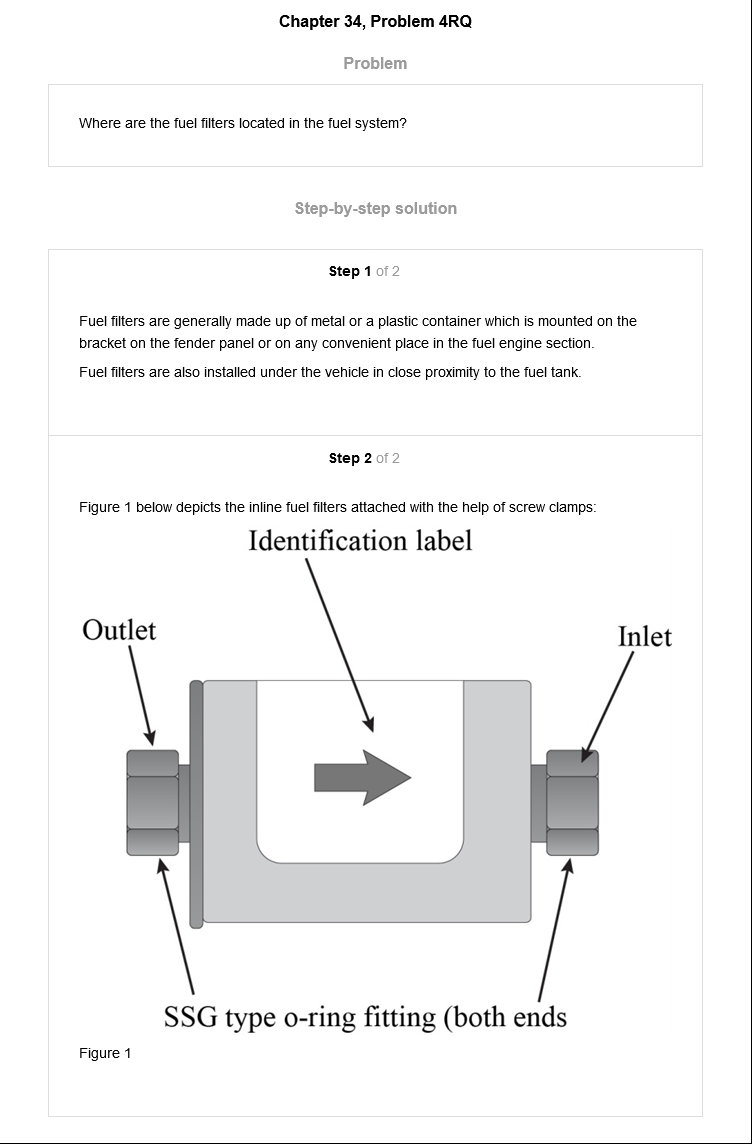 Chapter 34, Problem 4RQ
Problem
Where are the fuel filters located in the fuel system?
Step-by-step solution
Step 1 of 2
Fuel filters are generally made up of metal or a plastic container which is mounted on the
bracket on the fender panel or on any convenient place in the fuel engine section.
Fuel filters are also installed under the vehicle in close proximity to the fuel tank.
Step 2 of 2
Figure 1 below depicts the inline fuel filters attached with the help of screw clamps:
Identification label
Outlet
Inlet
SSG type o-ring fitting (both ends
Figure 1